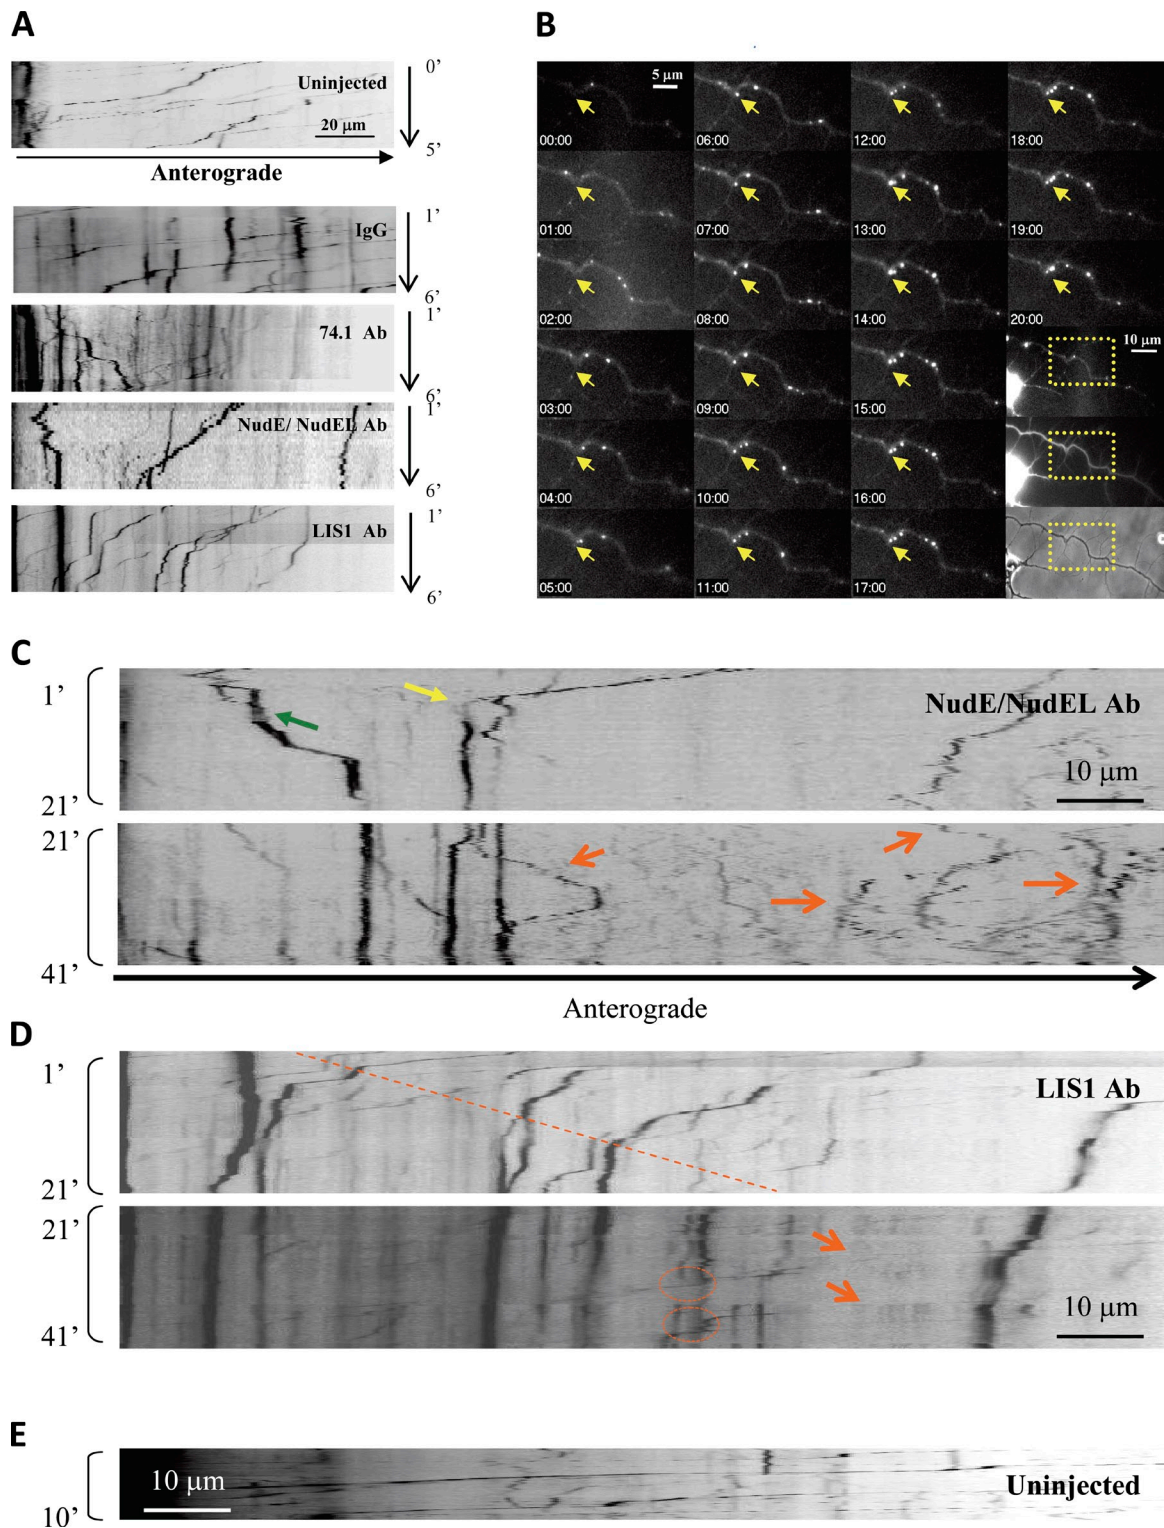 A
Uninjected
20 µm
0’
5’
Anterograde
IgG
1’
6’
74.1 Ab
1’
6’
NudE/ NudEL Ab
1’
6’
LIS1 Ab
1’
6’
B
5 µm
00:00
06:00
12:00
18:00
01:00
07:00
13:00
19:00
02:00
08:00
14:00
20:00
03:00
09:00
15:00
10 µm
04:00
10:00
16:00
05:00
11:00
17:00
C
1’
21’
NudE/NudEL Ab
10 µm
21’
41’
Anterograde
D
1’
21’
LIS1 Ab
21’
41’
10 µm
E
10’
10 µm
Uninjected